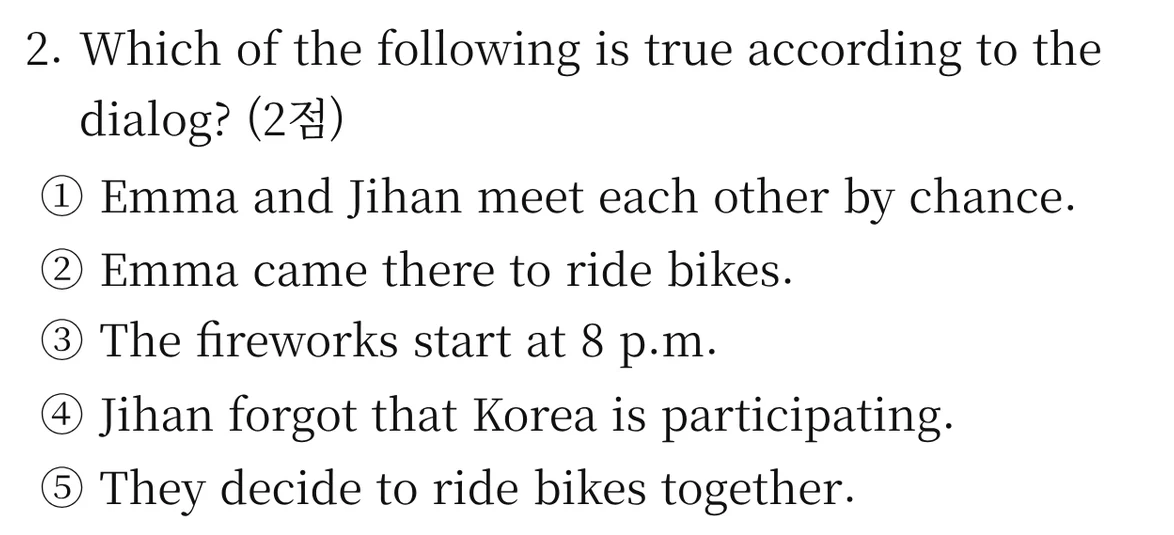 2. Which of the following is true according to the
dialog? (2점)
① Emma and Jihan meet each other by chance.
② Emma came there to ride bikes.
③ The fireworks start at 8 p.m.
④ Jihan forgot that Korea is participating.
⑤ They decide to ride bikes together.